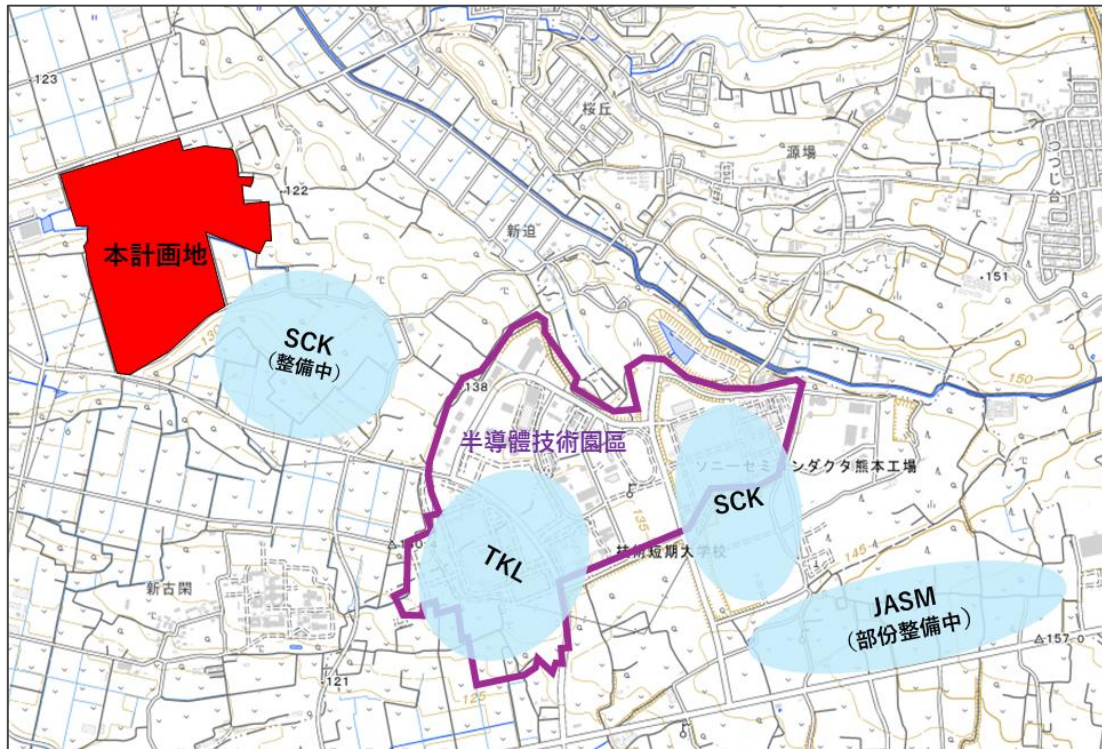 123
桜丘
源場
つつじ台
122
本計画地
新迫
151
130
SCK
(整備中)
150
138
半導體技術園區
ソニーセミコンダクタ熊本工場
SCK
135
TKL
技術短期大学校
145
新古閑
JASM
(部份整備中)
157.0
121
125